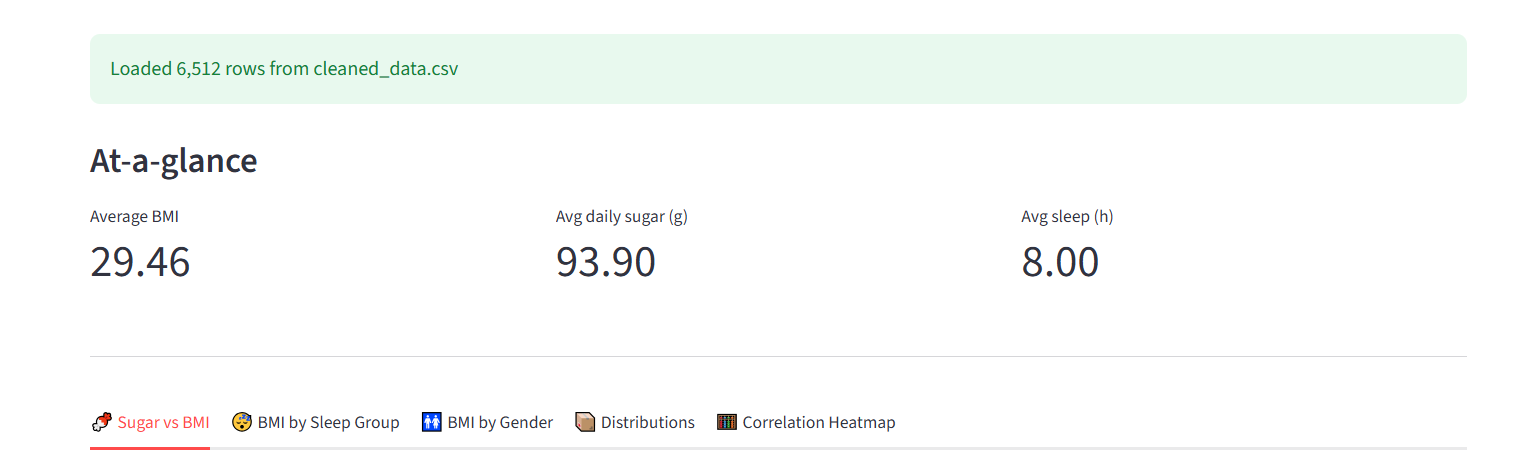 Loaded 6,512 rows from cleaned_data.csv
At-a-glance
Average BMI Avg daily sugar (g) Avg sleep (h)
29.46 93.90 8.00
Sugar vs BMI BMI by Sleep Group BMI by Gender Distributions Correlation Heatmap